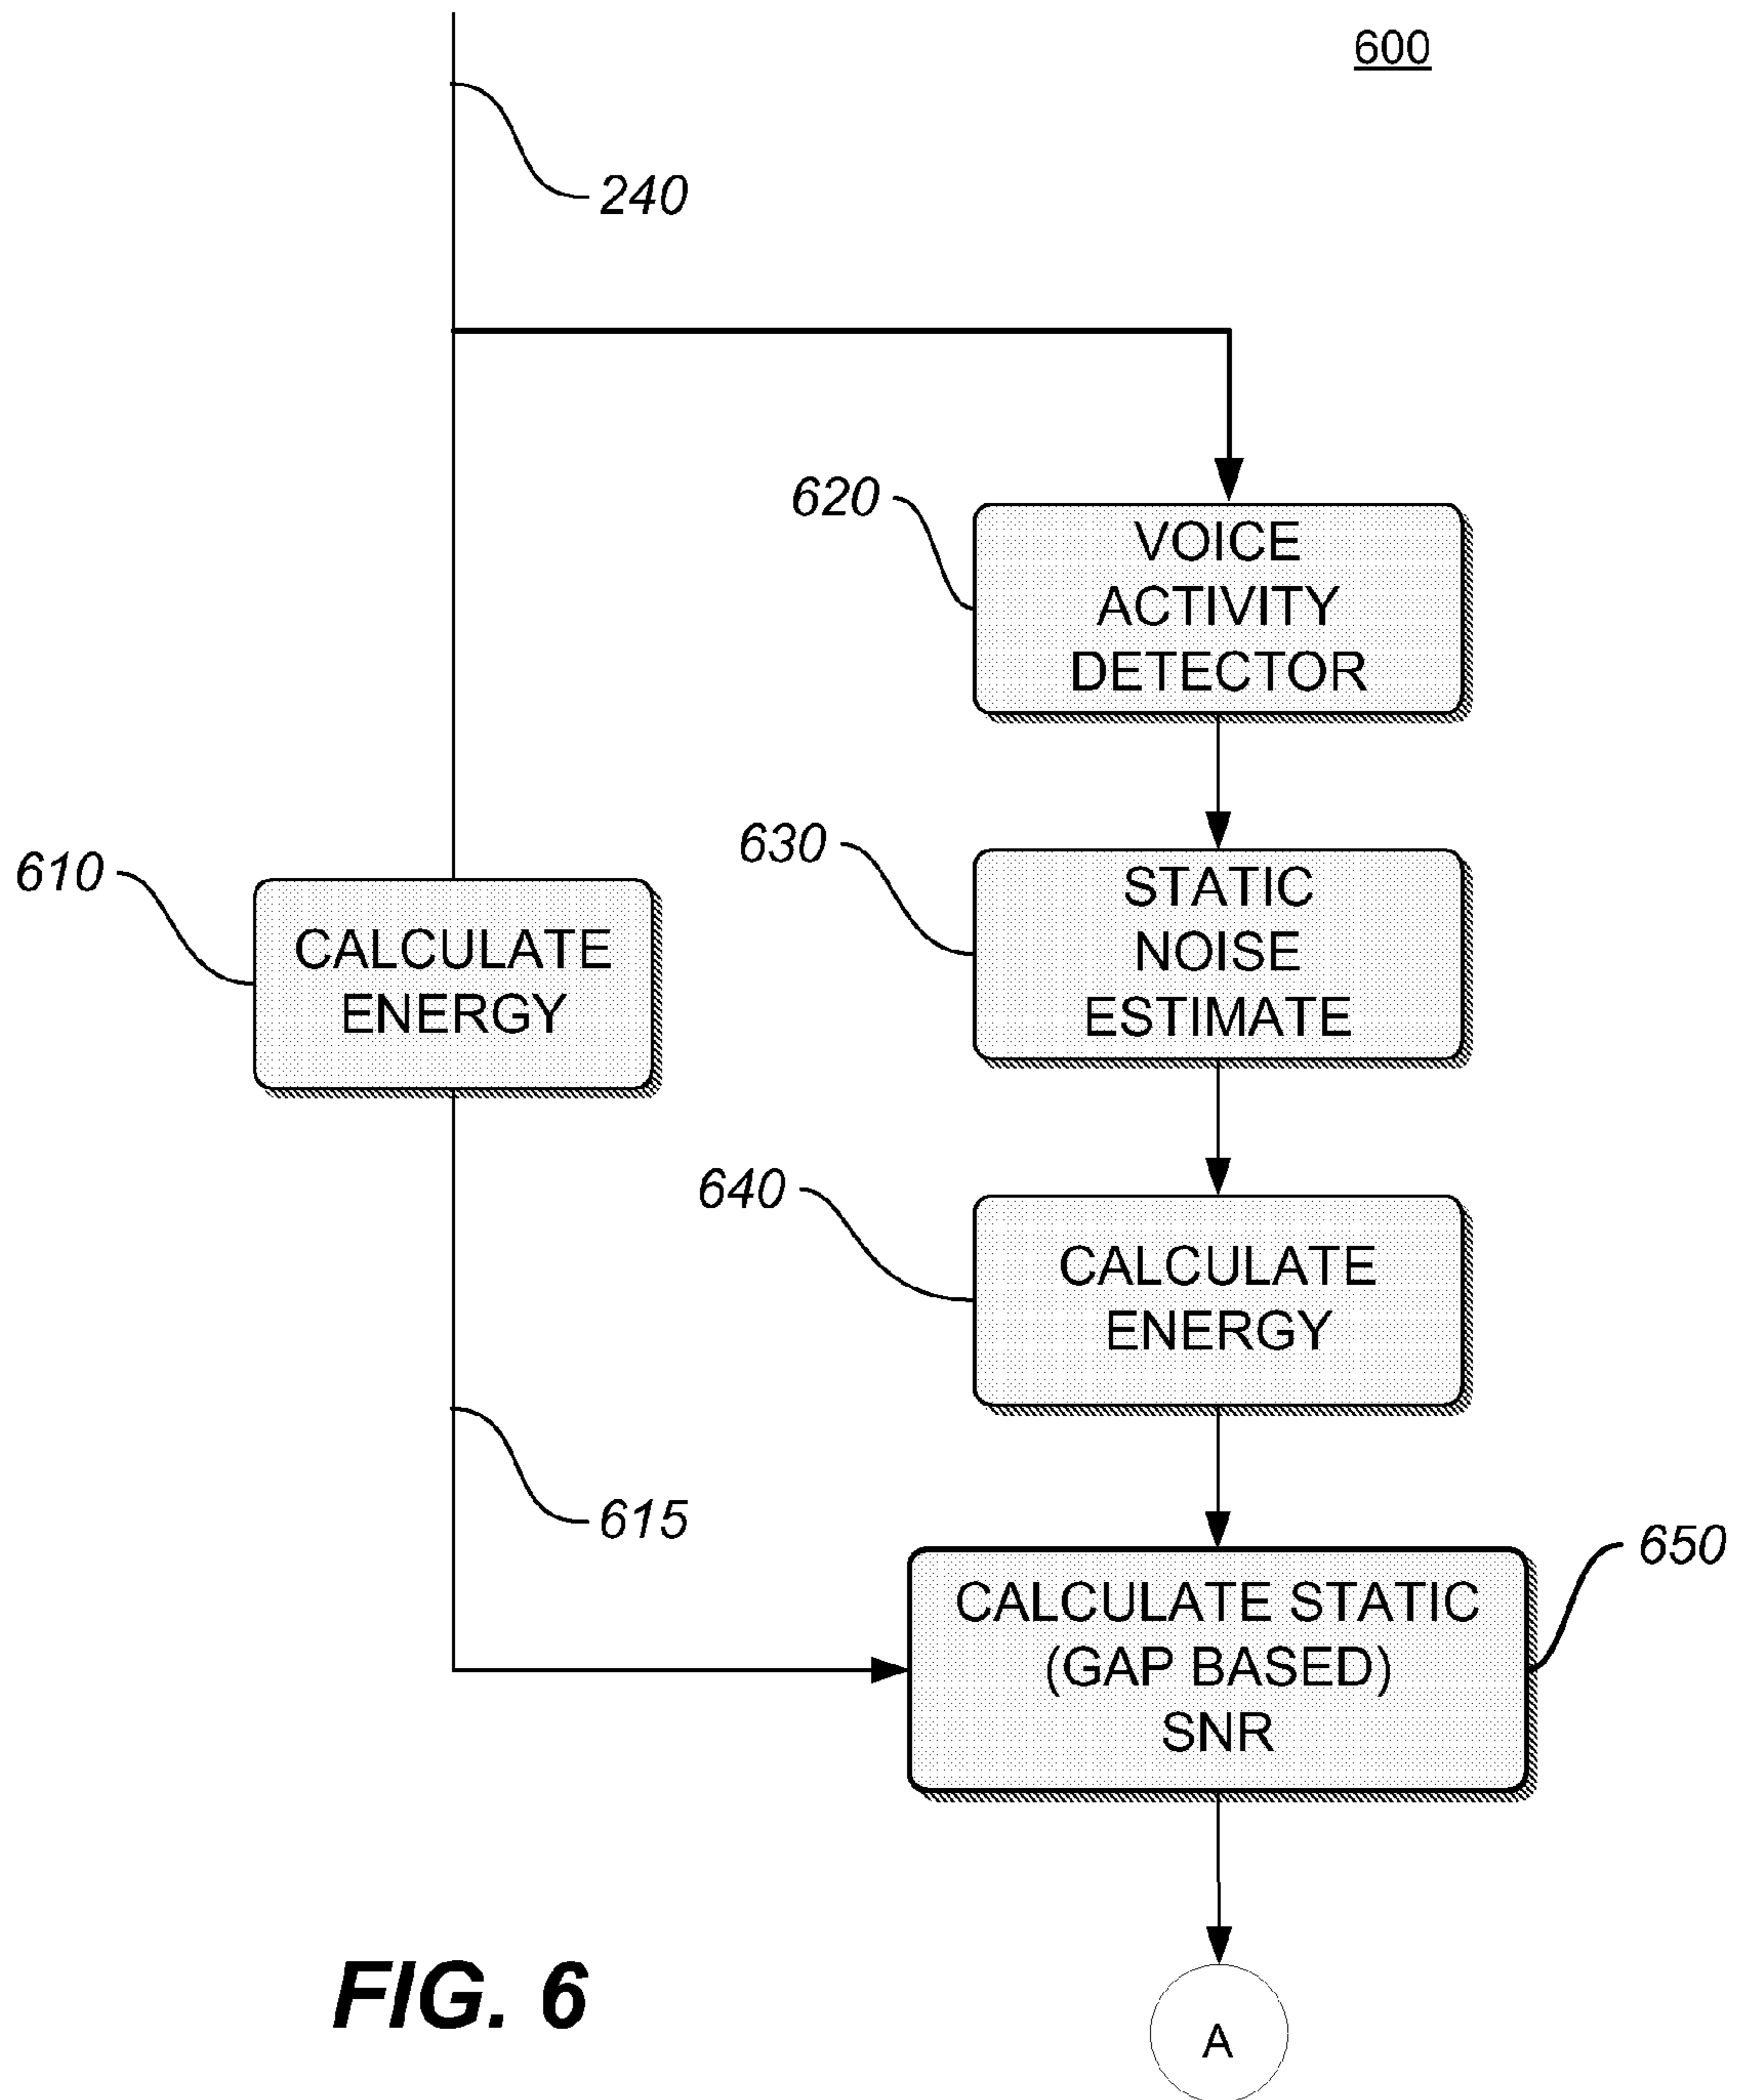 600
240
620
VOICE
ACTIVITY
DETECTOR
630
STATIC
NOISE
ESTIMATE
610
CALCULATE
ENERGY
640
CALCULATE
ENERGY
615
650
CALCULATE STATIC
(GAP BASED)
SNR
FIG. 6
A